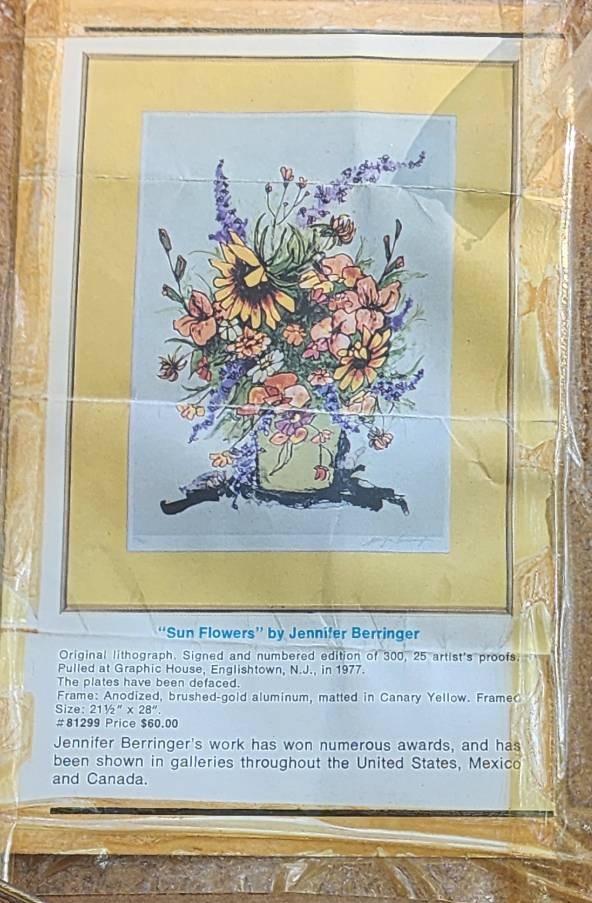 "Sun Flowers" by Jennifer Berringer
Original lithograph. Signed and numbered edition of 300, 25 artist's proofs.
Pulled at Graphic House, Englishtown, N.J., in 1977.
The plates have been defaced.
Frame: Anodized, brushed-gold aluminum, matted in Canary Yellow. Framed
Size: 21½" x 28".
#81299 Price $60.00
Jennifer Berringer's work has won numerous awards, and has
been shown in galleries throughout the United States, Mexico
and Canada.